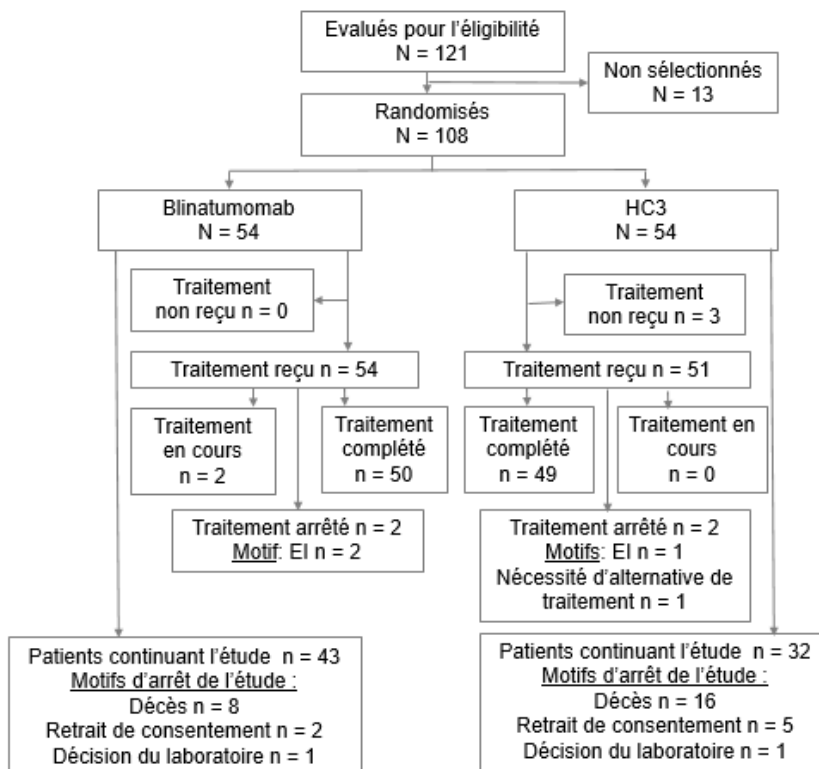 Evalués pour l'éligibilité
N = 121
Non sélectionnés
N = 13
Randomisés
N = 108
Blinatumomab
N = 54
HC3
N = 54
Traitement
non reçu n = 0
Traitement
non reçu n = 3
Traitement reçu n = 54
Traitement reçu n = 51
Traitement
en cours
n = 2
Traitement
complété
n = 50
Traitement
complété
n = 49
Traitement en
cours
n = 0
Traitement arrêté n = 2
Motif: EI n = 2
Traitement arrêté n = 2
Motifs: EI n = 1
Nécessité d'alternative de
traitement n = 1
Patients continuant l'étude n = 43
Motifs d'arrêt de l'étude :
Décès n = 8
Retrait de consentement n = 2
Décision du laboratoire n = 1
Patients continuant l'étude n = 32
Motifs d'arrêt de l'étude :
Décès n = 16
Retrait de consentement n = 5
Décision du laboratoire n = 1